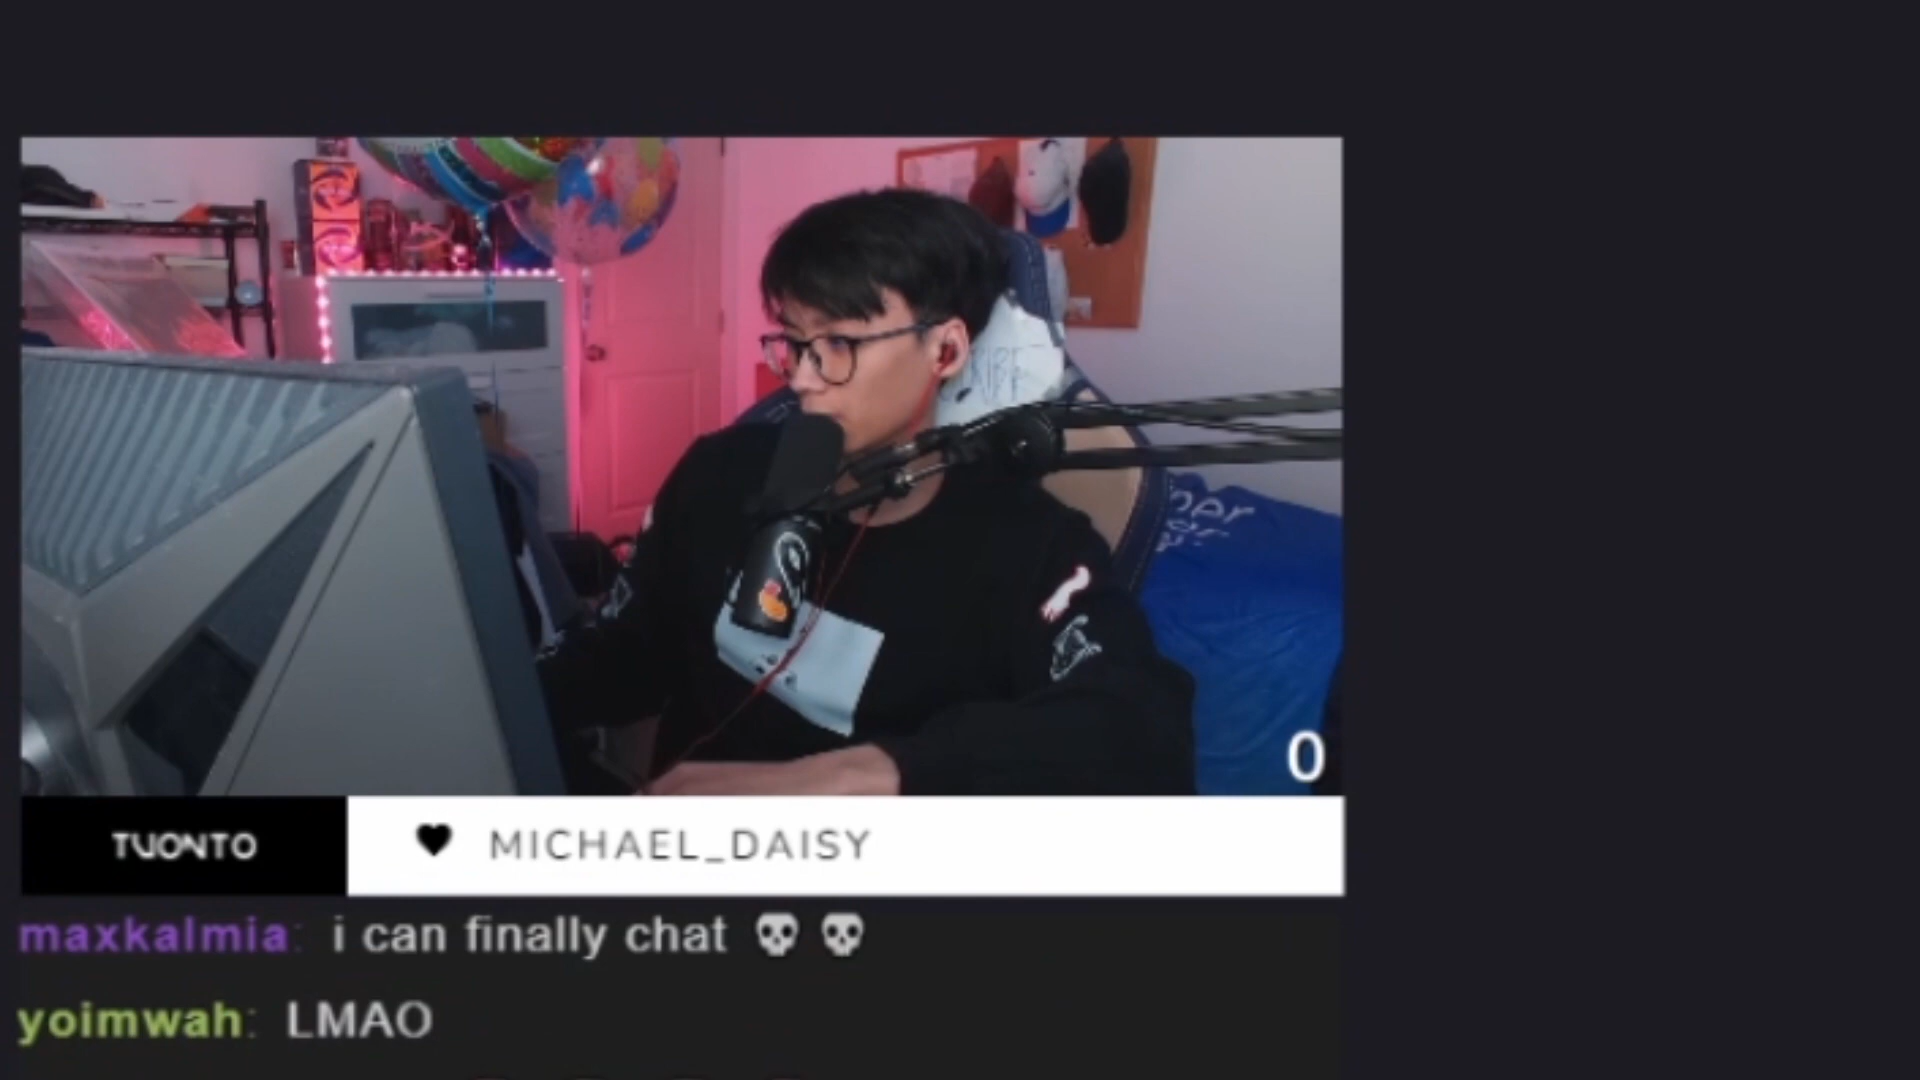 0
TUONTO
♥ MICHAEL_DAISY
maxkalmia: i can finally chat 💀 💀
yoimwah: LMAO